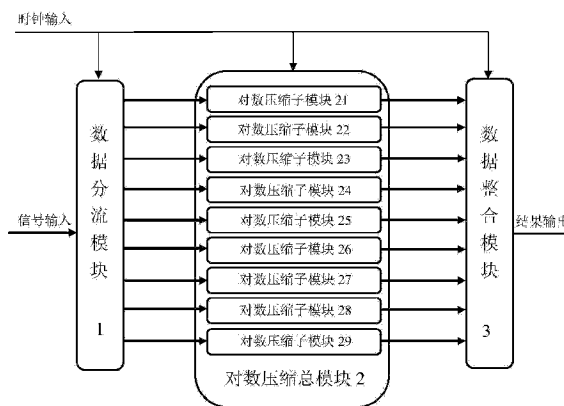 时钟输入
数据分流模块 1
信号输入
对数压缩子模块 21
对数压缩子模块 22
对数压缩子模块 23
对数压缩子模块 24
对数压缩子模块 25
对数压缩子模块 26
对数压缩子模块 27
对数压缩子模块 28
对数压缩子模块 29
对数压缩总模块 2
数据整合模块 3
结果输出